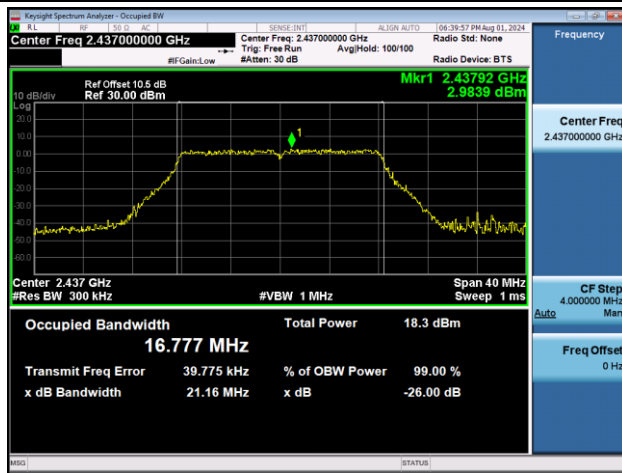 Keysight Spectrum Analyzer - Occupied BW
RL RF 50 Ω AC SENSE:INT ALIGN AUTO 06:39:57 PM Aug 01, 2024
Center Freq 2.437000000 GHz
Center Freq: 2.437000000 GHz
Radio Std: None
Trig: Free Run Avg|Hold: 100/100
#IFGain:Low
#Atten: 30 dB
Radio Device: BTS
Ref Offset 10.5 dB
Mkr1 2.43792 GHz
10 dB/div Ref 30.00 dBm
2.9839 dBm
Log
20.0
10.0
1
0.00
-10.0
-20.0
-30.0
-40.0
-50.0
-60.0
Center 2.437 GHz
Span 40 MHz
#Res BW 300 kHz
#VBW 1 MHz
Sweep 1 ms
Occupied Bandwidth
Total Power 18.3 dBm
16.777 MHz
Transmit Freq Error 39.775 kHz
% of OBW Power 99.00 %
x dB Bandwidth 21.16 MHz
x dB -26.00 dB
MSG
STATUS
Frequency
Center Freq
2.437000000 GHz
CF Step
4.000000 MHz
Auto Man
Freq Offset
0 Hz